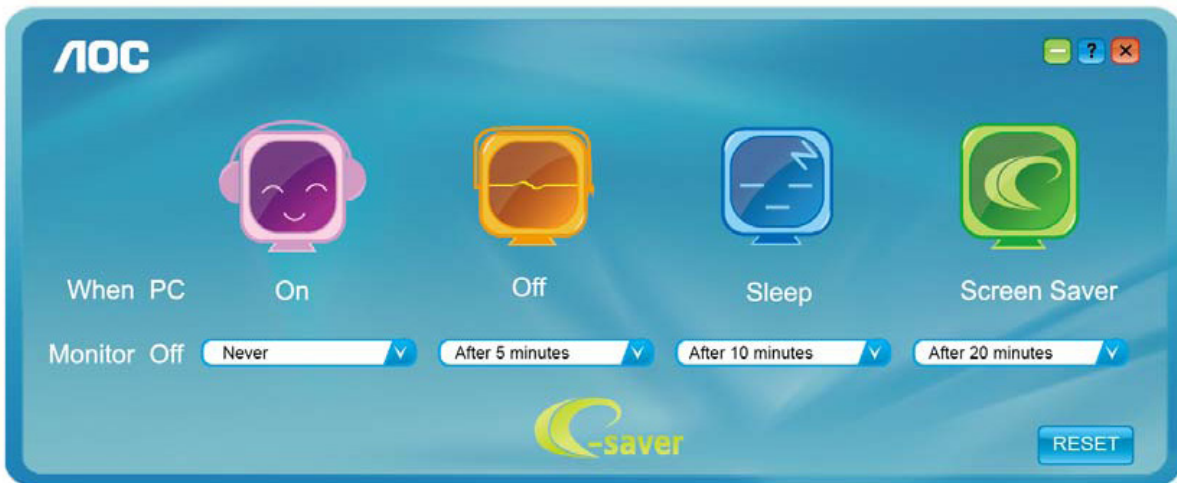 AOC
?
When PC On Off Sleep Screen Saver
Monitor Off Never After 5 minutes After 10 minutes After 20 minutes
e-saver
RESET